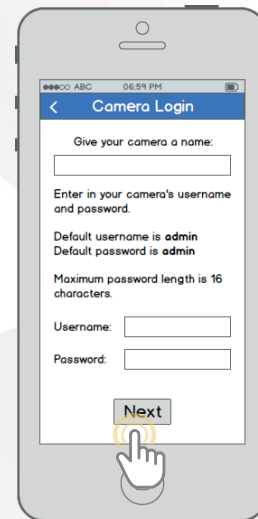 ABC 06:59 PM
Camera Login
Give your camera a name:
Enter in your camera's username
and password.
Default username is admin
Default password is admin
Maximum password length is 16
characters.
Username:
Password:
Next